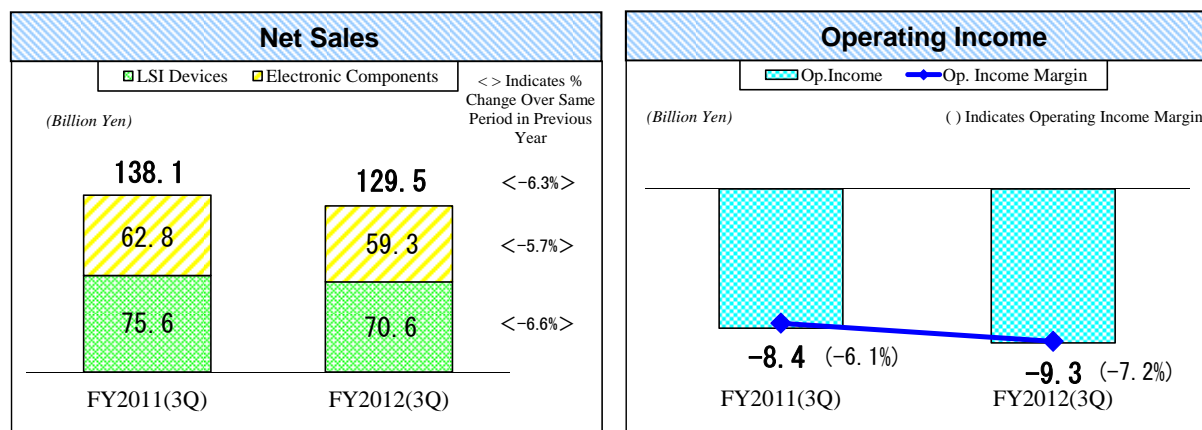 Net Sales
LSI Devices Electronic Components
< > Indicates %
Change Over Same
Period in Previous
Year
(Billion Yen)
138.1 129.5 <-6.3%>
62.8 59.3 <-5.7%>
75.6 70.6 <-6.6%>
FY2011(3Q) FY2012(3Q)
Operating Income
Op.Income Op. Income Margin
(Billion Yen) ( ) Indicates Operating Income Margin
-8.4 (-6.1%)
-9.3 (-7.2%)
FY2011(3Q) FY2012(3Q)